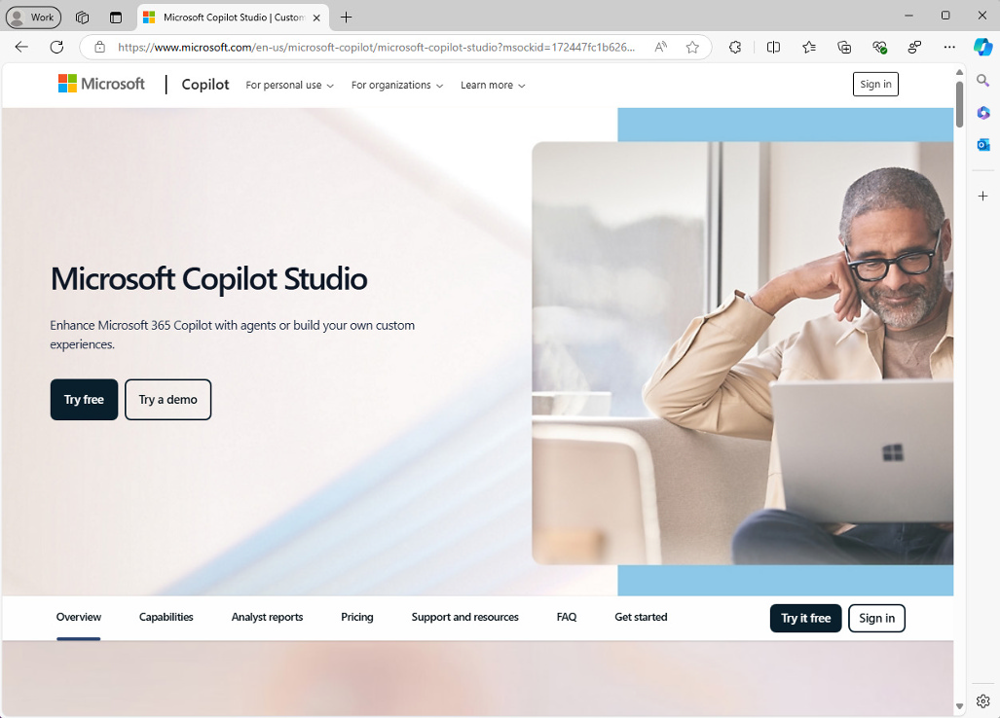 Work
Microsoft Copilot Studio | Custom
https://www.microsoft.com/en-us/microsoft-copilot/microsoft-copilot-studio?msockid=172447fc1b626...
Microsoft
Copilot
For personal use
For organizations
Learn more
Sign in
Microsoft Copilot Studio
Enhance Microsoft 365 Copilot with agents or build your own custom
experiences.
Try free
Try a demo
Overview
Capabilities
Analyst reports
Pricing
Support and resources
FAQ
Get started
Try it free
Sign in